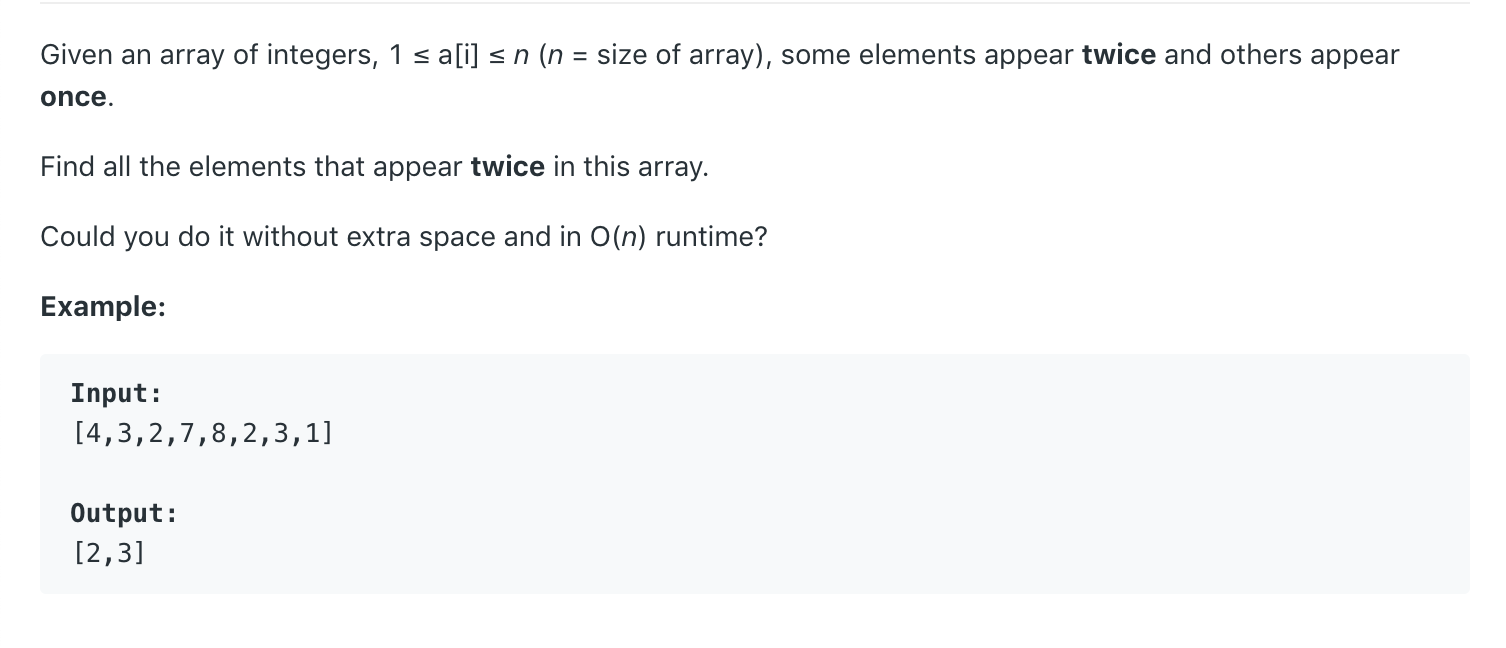 Given an array of integers, 1 ≤ a[i] ≤ n (n = size of array), some elements appear twice and others appear
once.
Find all the elements that appear twice in this array.
Could you do it without extra space and in O(n) runtime?
Example:
Input:
[4,3,2,7,8,2,3,1]
Output:
[2,3]